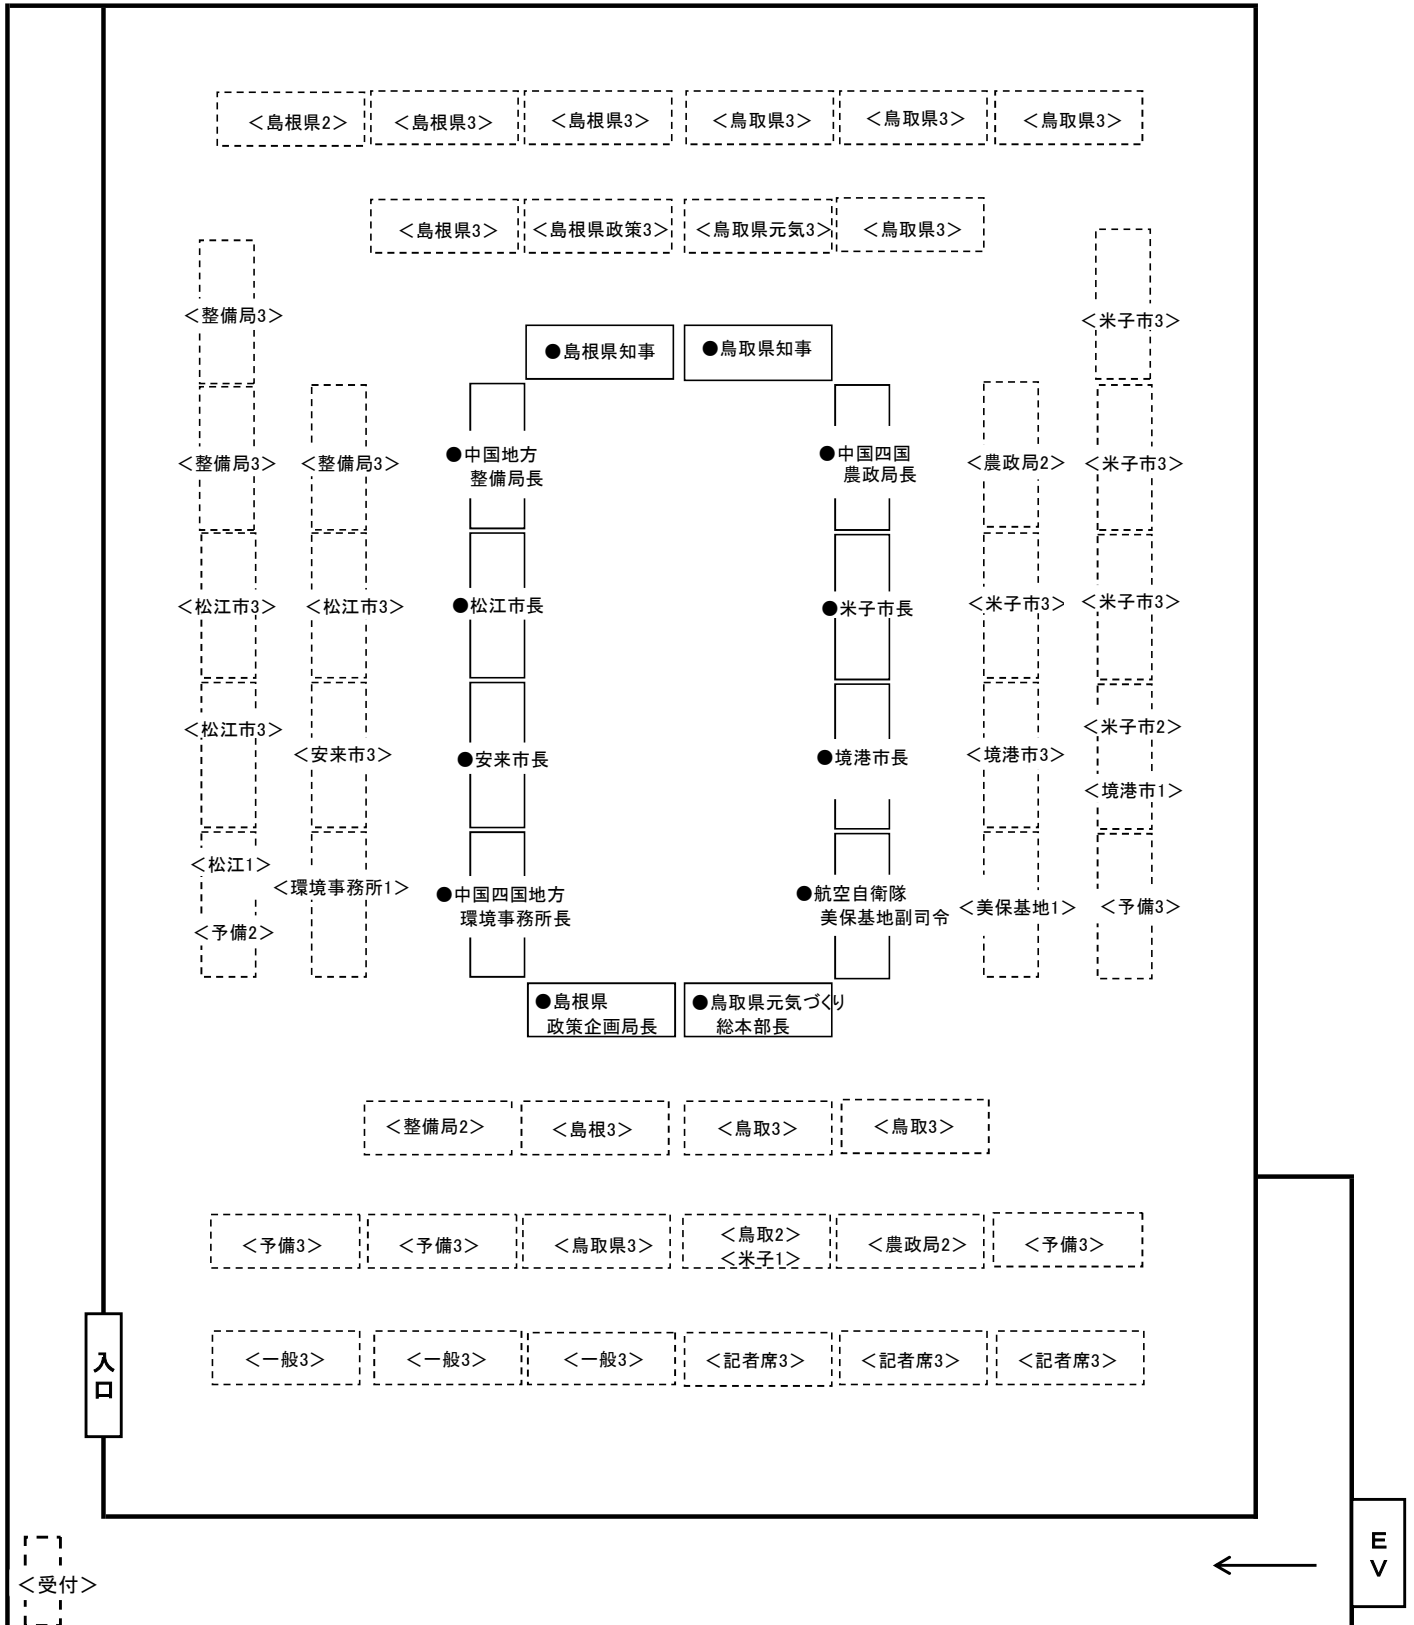 ＜島根県2＞
＜島根県3＞
＜島根県3＞
＜鳥取県3＞
＜鳥取県3＞
＜鳥取県3＞
＜島根県3＞
＜島根県政策3＞
＜鳥取県元気3＞
＜鳥取県3＞
＜整備局3＞
＜米子市3＞
●島根県知事
●鳥取県知事
＜整備局3＞
＜整備局3＞
●中国地方
整備局長
●中国四国
農政局長
＜農政局2＞
＜米子市3＞
＜松江市3＞
＜松江市3＞
●松江市長
●米子市長
＜米子市3＞
＜米子市3＞
＜松江市3＞
＜安来市3＞
●安来市長
●境港市長
＜境港市3＞
＜米子市2＞
＜境港市1＞
＜松江1＞
＜予備2＞
＜環境事務所1＞
●中国四国地方
環境事務所長
●航空自衛隊
美保基地副司令
＜美保基地1＞
＜予備3＞
●島根県
政策企画局長
●鳥取県元気づくり
総本部長
＜整備局2＞
＜島根3＞
＜鳥取3＞
＜鳥取3＞
＜予備3＞
＜予備3＞
＜鳥取県3＞
＜鳥取2＞
＜米子1＞
＜農政局2＞
＜予備3＞
＜一般3＞
＜一般3＞
＜一般3＞
＜記者席3＞
＜記者席3＞
＜記者席3＞
入口
＜受付＞
EV